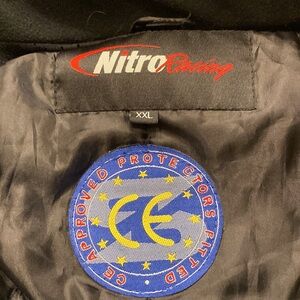 Nitro Racing
XXL
CE APPROVED PROTECTORS FITTED
CE